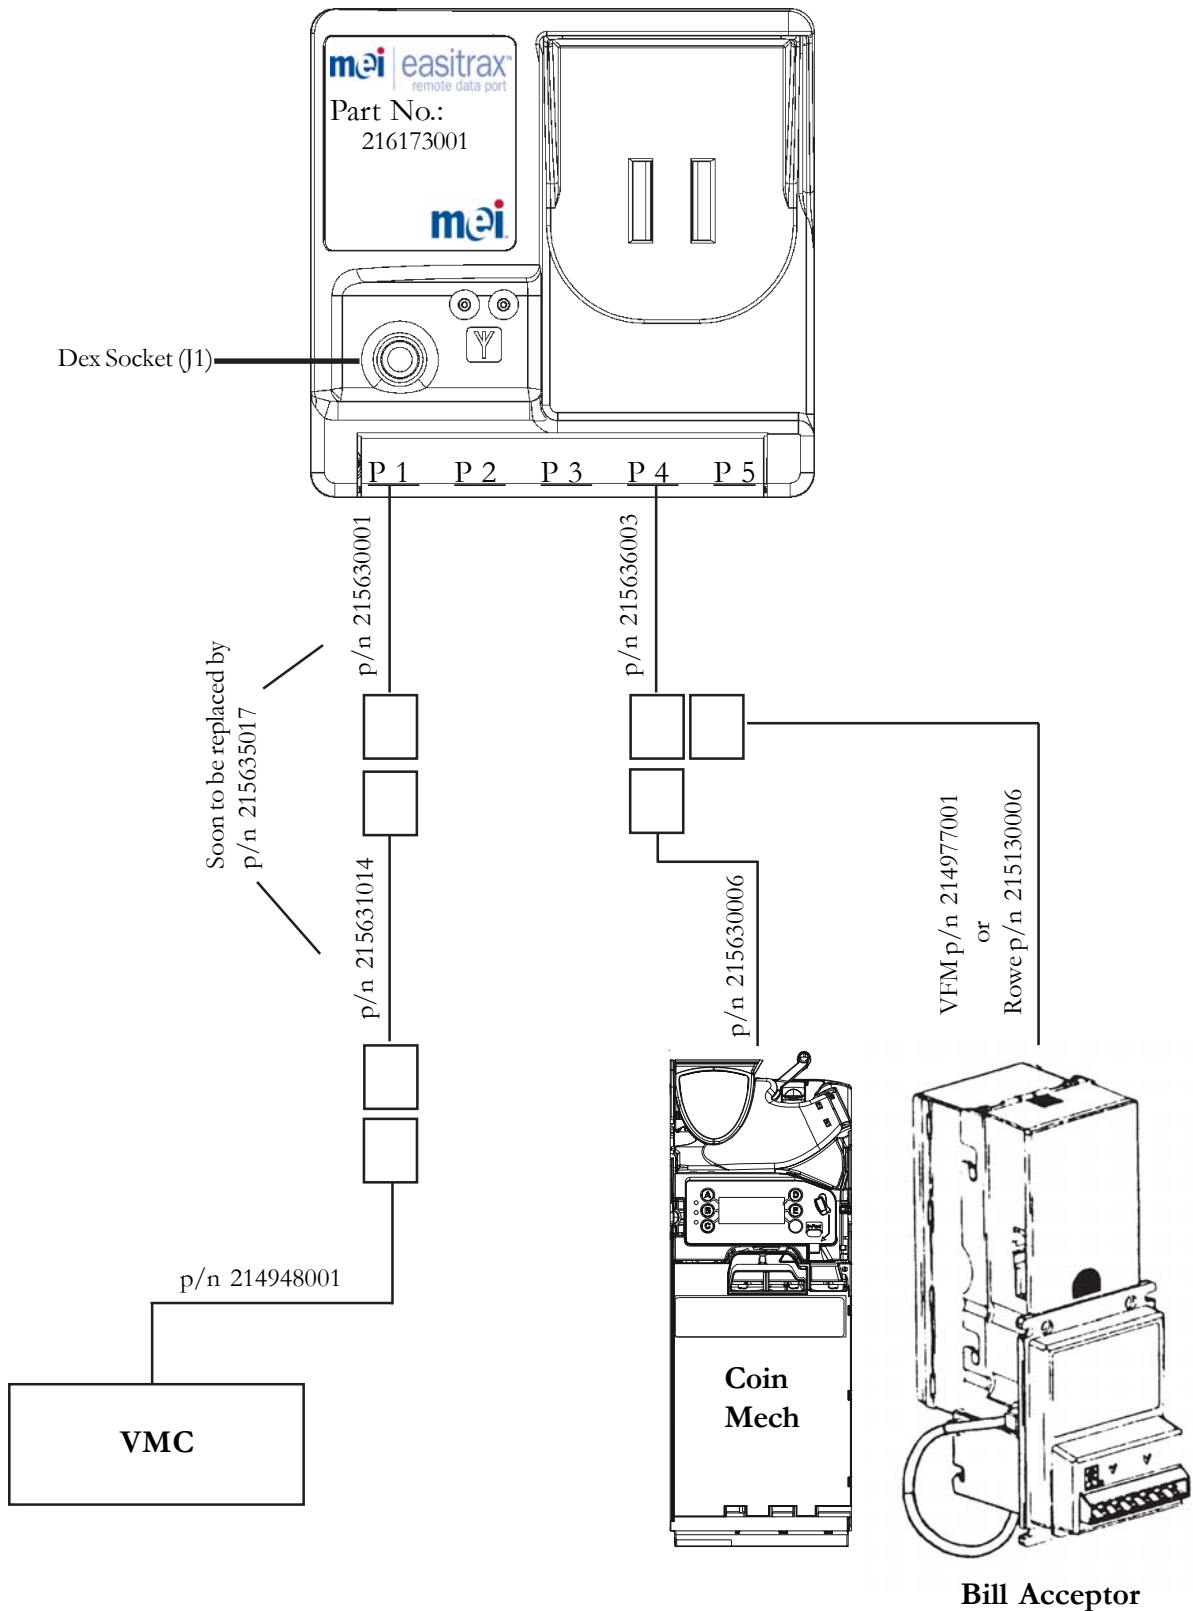 mei easitrax™
remote data port
Part No.:
216173001
mei
Dex Socket (J1)
P 1 P 2 P 3 P 4 P 5
p/n 215630001
p/n 215636003
Soon to be replaced by
p/n 215635017
p/n 215631014
p/n 215630006
VFM p/n 214977001
or
Rowe p/n 215130006
p/n 214948001
VMC
A
B
C
D
E
Coin
Mech
Bill Acceptor